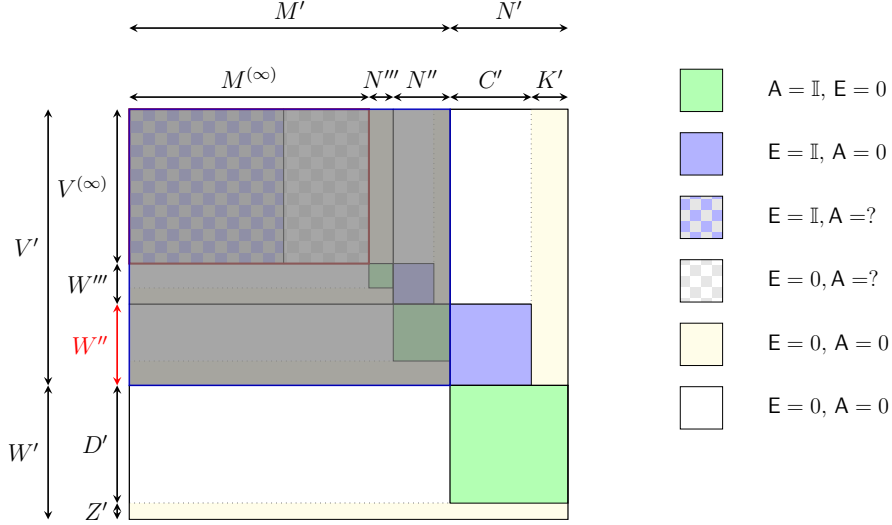 M′ N′
M^(∞) N‴ N″ C′ K′
V^(∞)
V′
W‴
W″
W′
D′
Z′
A = 𝕀, E = 0
E = 𝕀, A = 0
E = 𝕀, A =?
E = 0, A =?
E = 0, A = 0
E = 0, A = 0